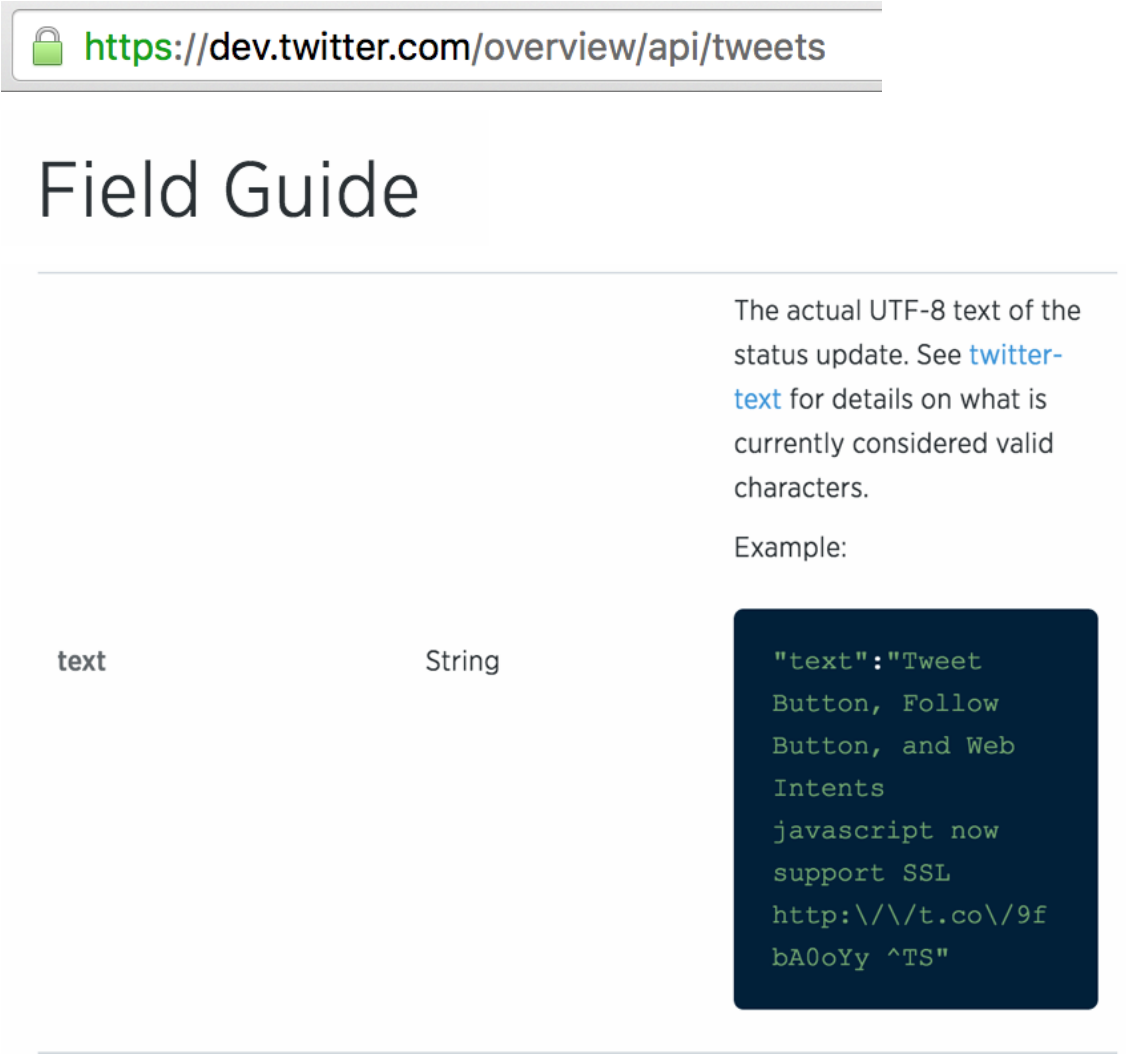 https://dev.twitter.com/overview/api/tweets
Field Guide
The actual UTF-8 text of the
status update. See twitter-
text for details on what is
currently considered valid
characters.
Example:
text
String
"text":"Tweet
Button, Follow
Button, and Web
Intents
javascript now
support SSL
http:\/\/t.co\/9f
bA0oYy ^TS"